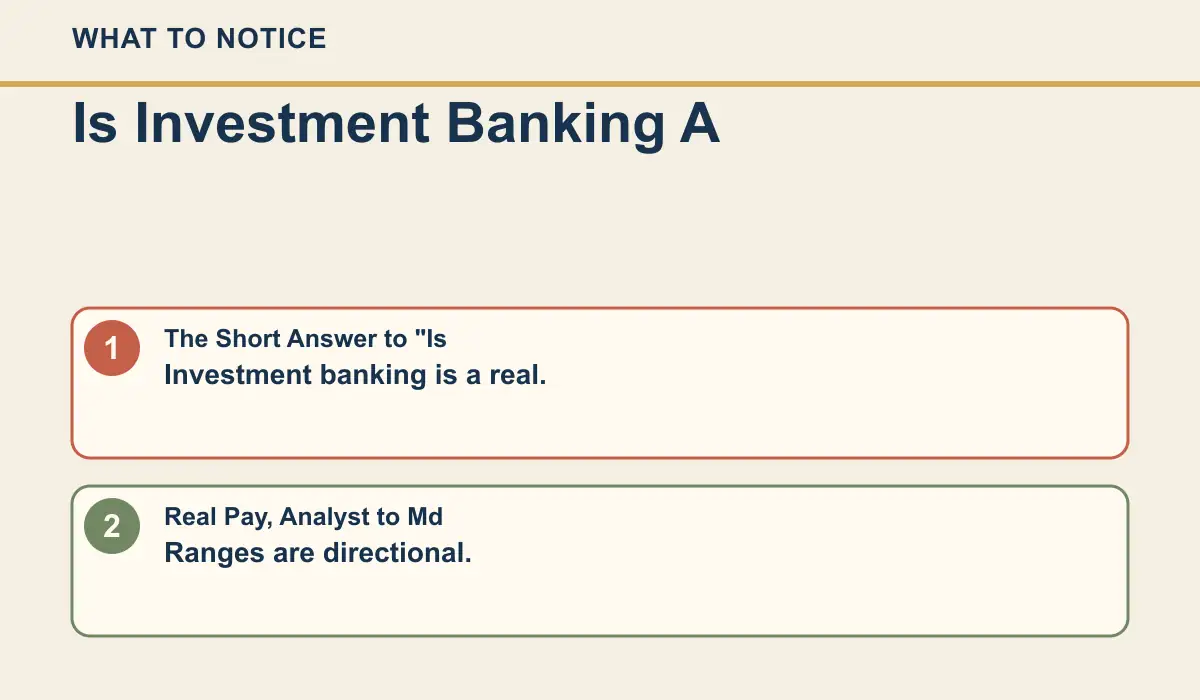 WHAT TO NOTICE
Is Investment Banking A
1
The Short Answer to "Is
Investment banking is a real.
2
Real Pay, Analyst to Md
Ranges are directional.